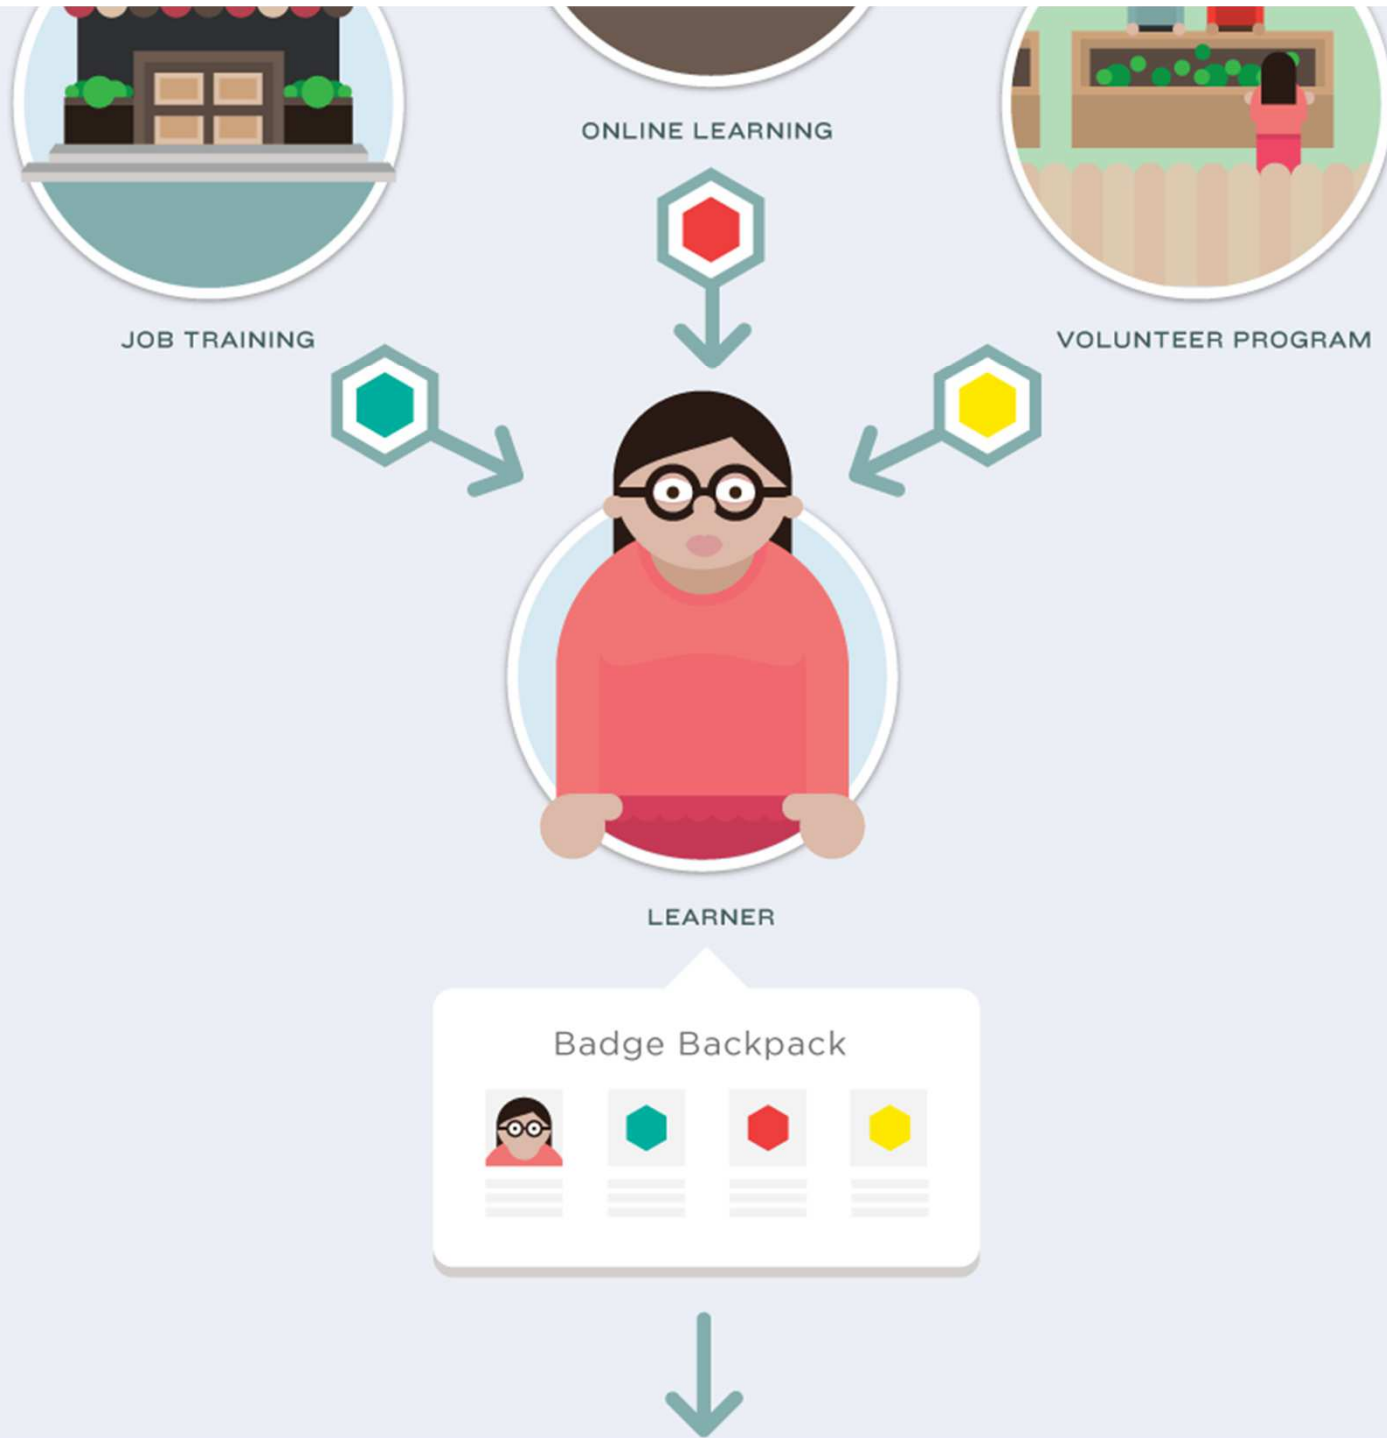 ONLINE LEARNING
JOB TRAINING
VOLUNTEER PROGRAM
LEARNER
Badge Backpack